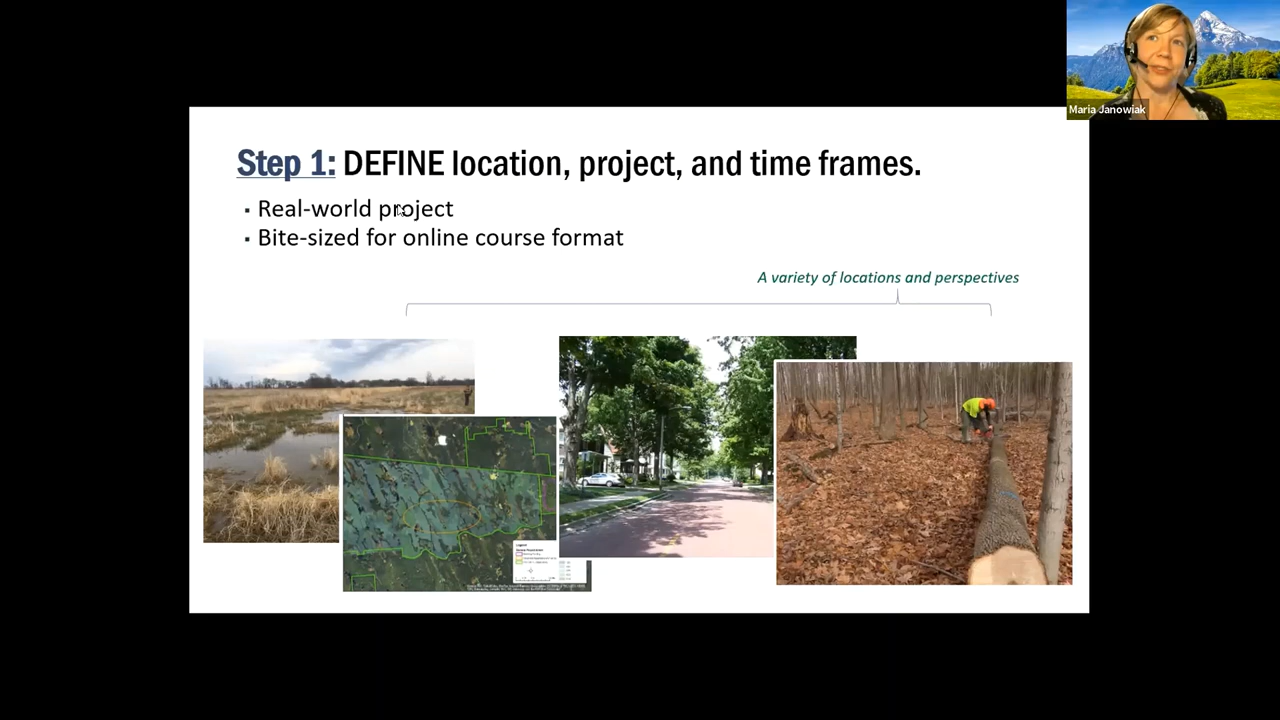 Maria Janowiak
Step 1: DEFINE location, project, and time frames.
▪ Real-world project
▪ Bite-sized for online course format
A variety of locations and perspectives